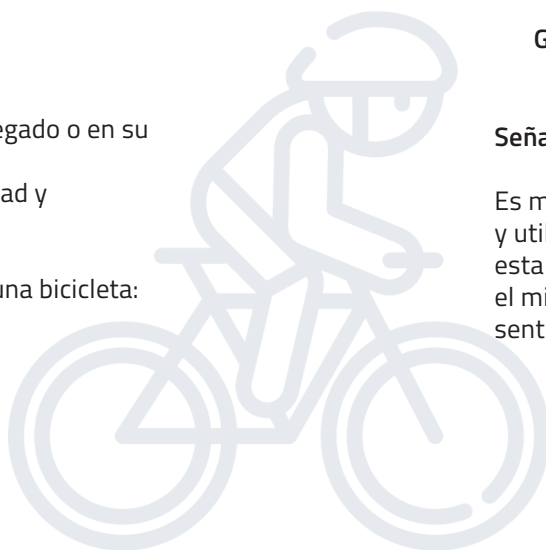 egado o en su
ad y
una bicicleta:
G
Seña
Es m
y util
esta
el mi
sent